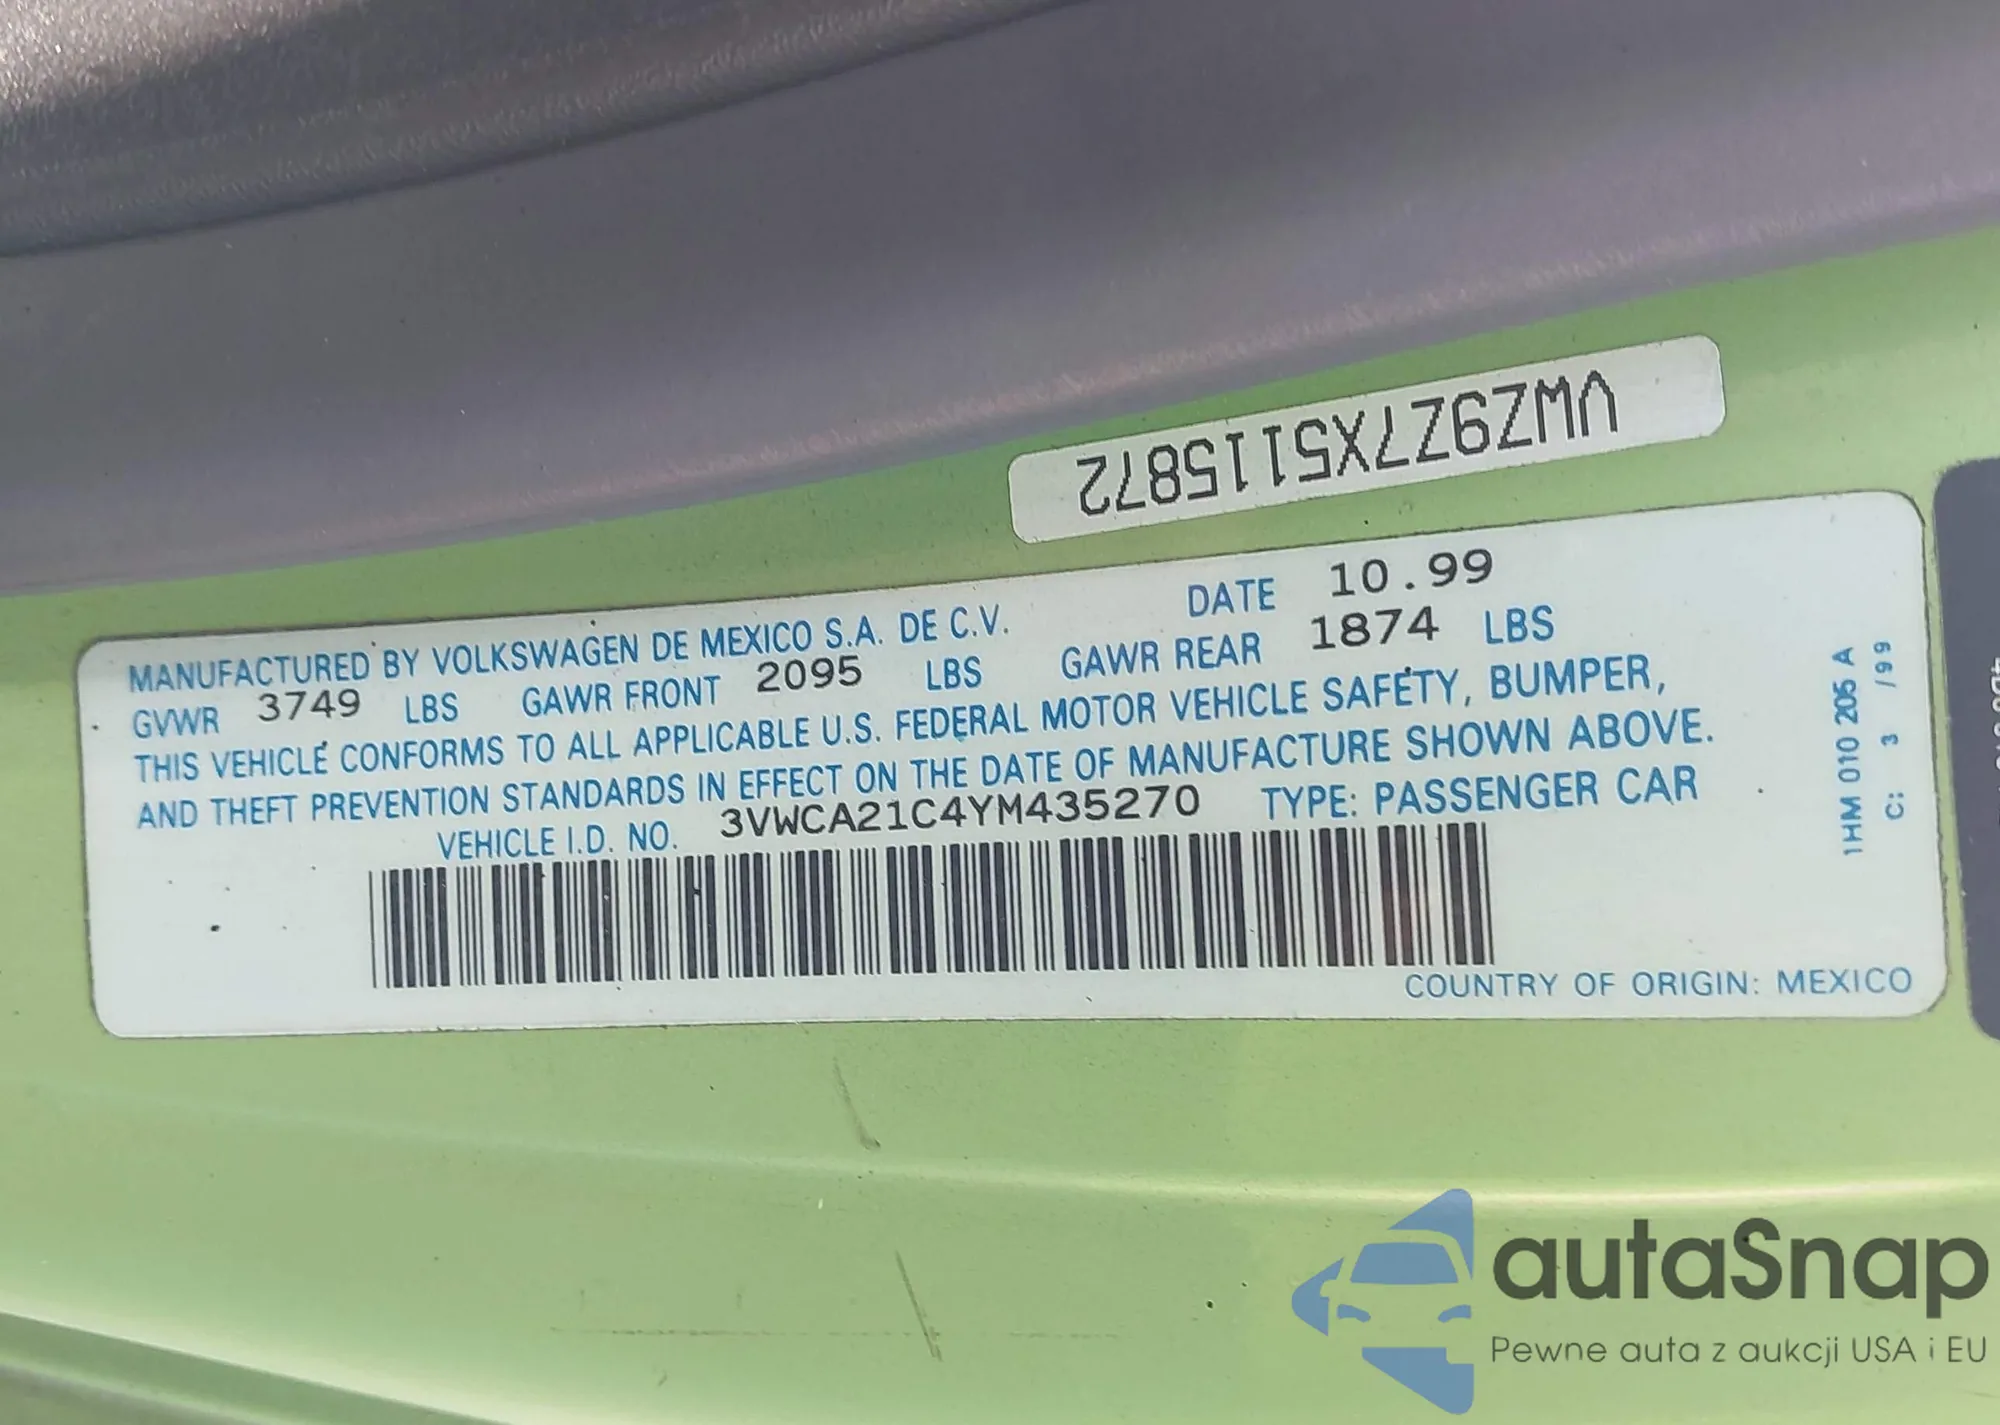 VWZ9Z7X5115872
MANUFACTURED BY VOLKSWAGEN DE MEXICO S.A. DE C.V. DATE 10.99
GVWR 3749 LBS GAWR FRONT 2095 LBS GAWR REAR 1874 LBS
THIS VEHICLE CONFORMS TO ALL APPLICABLE U.S. FEDERAL MOTOR VEHICLE SAFETY, BUMPER,
AND THEFT PREVENTION STANDARDS IN EFFECT ON THE DATE OF MANUFACTURE SHOWN ABOVE.
VEHICLE I.D. NO. 3VWCA21C4YM435270 TYPE: PASSENGER CAR
COUNTRY OF ORIGIN: MEXICO
1HM 010 205 A
C: 3 /99
autaSnap
Pewne auta z aukcji USA i EU